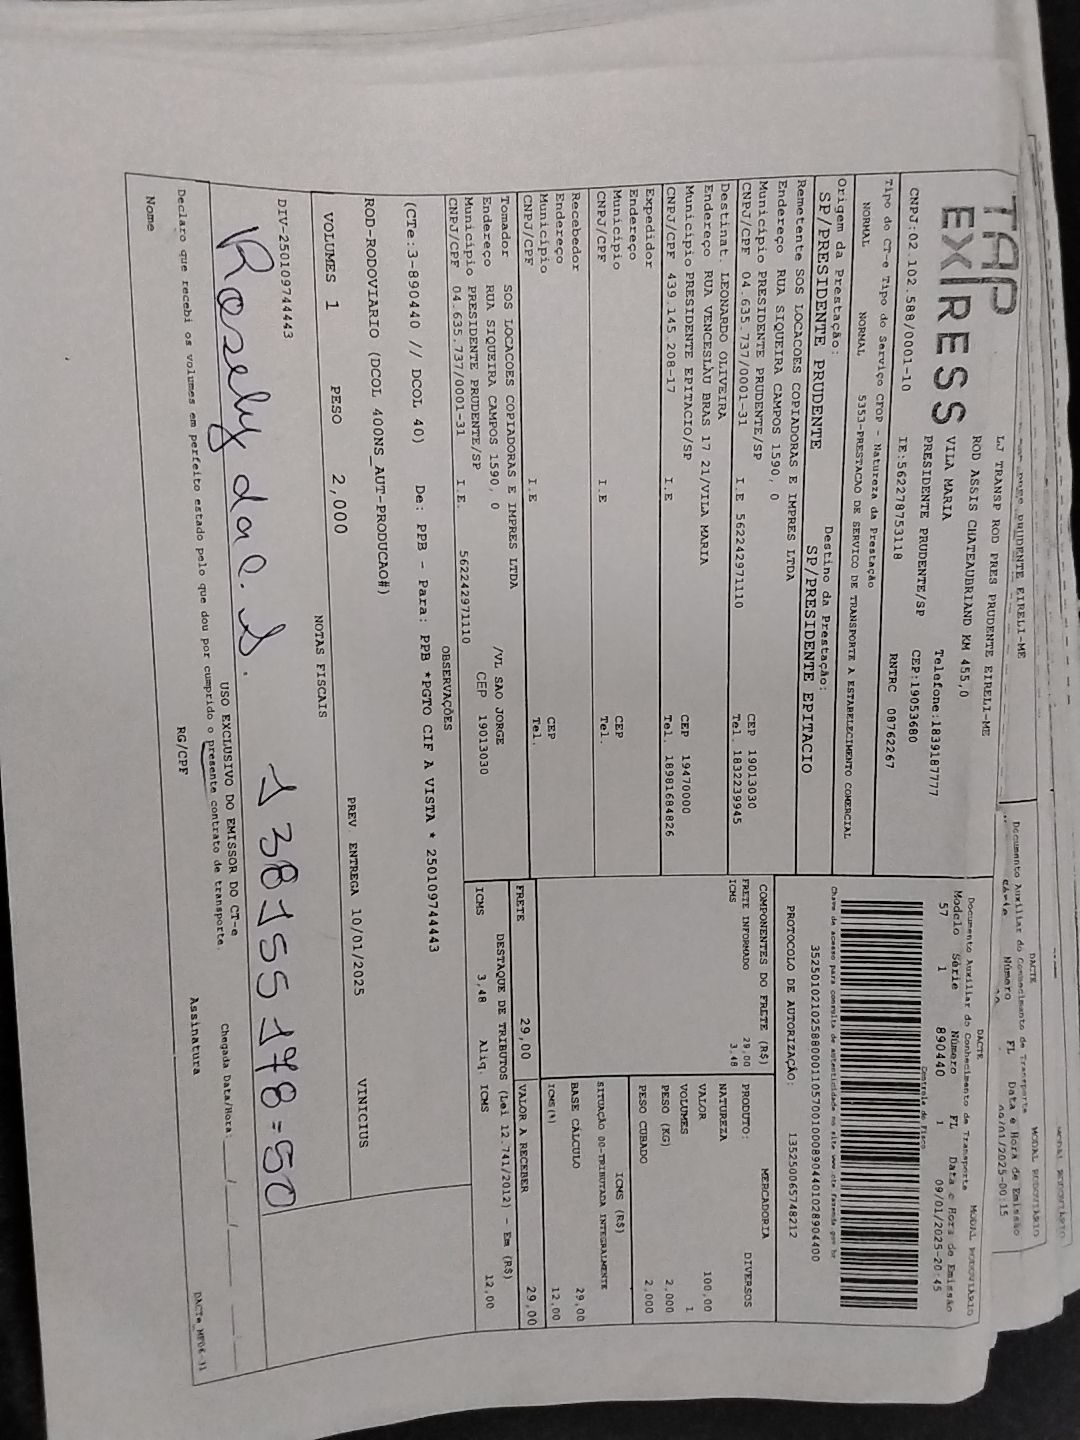 TAP
EXPRESS
LJ TRANSP ROD PRES PRUDENTE EIRELI-ME
ROD ASSIS CHATEAUBRIAND KM 455,0
VILA MARIA
PRESIDENTE PRUDENTE/SP
Telefone:1839187777
CEP:19053680
CNPJ:02.102.588/0001-10
IE:562278753118
RNTRC 08762267
DACTE
MODAL RODOVIÁRIO
Documento Auxiliar do Conhecimento de Transporte
Modelo Série Número FL Data e Hora de Emissão
57 1 890440 1 09/01/2025-20:45
Controle do Fisco
Chave de acesso para consulta de autenticidade no site www.cte.fazenda.gov.br
35250102102588000110570010008904401028904400
PROTOCOLO DE AUTORIZAÇÃO: 135250065748212
Tipo do CT-e Tipo do Serviço CFOP - Natureza da Prestação
NORMAL NORMAL 5353-PRESTACAO DE SERVICO DE TRANSPORTE A ESTABELECIMENTO COMERCIAL
Origem da Prestação: Destino da Prestação:
SP/PRESIDENTE PRUDENTE SP/PRESIDENTE EPITACIO
Remetente SOS LOCACOES COPIADORAS E IMPRES LTDA
Endereço RUA SIQUEIRA CAMPOS 1590, 0
Município PRESIDENTE PRUDENTE/SP CEP 19013030
CNPJ/CPF 04.635.737/0001-31 I.E 562242971110 Tel. 1832239945
Destinat. LEONARDO OLIVEIRA
Endereço RUA VENCESLAU BRAS 17 21/VILA MARIA
Município PRESIDENTE EPITACIO/SP CEP 19470000
CNPJ/CPF 439.145.208-17 I.E Tel. 18981684826
Expedidor
Endereço
Município CEP
CNPJ/CPF I.E Tel.
Recebedor
Endereço
Município CEP
CNPJ/CPF I.E Tel.
Tomador SOS LOCACOES COPIADORAS E IMPRES LTDA
Endereço RUA SIQUEIRA CAMPOS 1590, 0 /VL SAO JORGE
Município PRESIDENTE PRUDENTE/SP CEP 19013030
CNPJ/CPF 04.635.737/0001-31 I.E. 562242971110
COMPONENTES DO FRETE (R$)
FRETE INFORMADO 29,00
ICMS 3,48
MERCADORIA
PRODUTO: DIVERSOS
NATUREZA
VALOR 100,00
VOLUMES 1
PESO (KG) 2,000
PESO CUBADO 2,000
ICMS (R$)
SITUAÇÃO 00-TRIBUTADA INTEGRALMENTE
BASE CÁLCULO 29,00
ICMS(%) 12,00
FRETE 29,00 VALOR A RECEBER 29,00
DESTAQUE DE TRIBUTOS (Lei 12.741/2012) - Em (R$)
ICMS 3,48 Alíq. ICMS 12,00
OBSERVAÇÕES
(CTe:3-890440 // DCOL 40) De: PPB - Para: PPB *PGTO CIF A VISTA * 250109744443
ROD-RODOVIARIO (DCOL 400NS_AUT-PRODUCAO#)
PREV ENTREGA 10/01/2025 VINICIUS
VOLUMES 1 PESO 2,000 NOTAS FISCAIS
DIV-250109744443
Rosely da C. S. 138155178=50
USO EXCLUSIVO DO EMISSOR DO CT-e
Declaro que recebi os volumes em perfeito estado pelo que dou por cumprido o presente contrato de transporte.
Chegada Data/Hora: __/__/__ __:__
Nome RG/CPF Assinatura